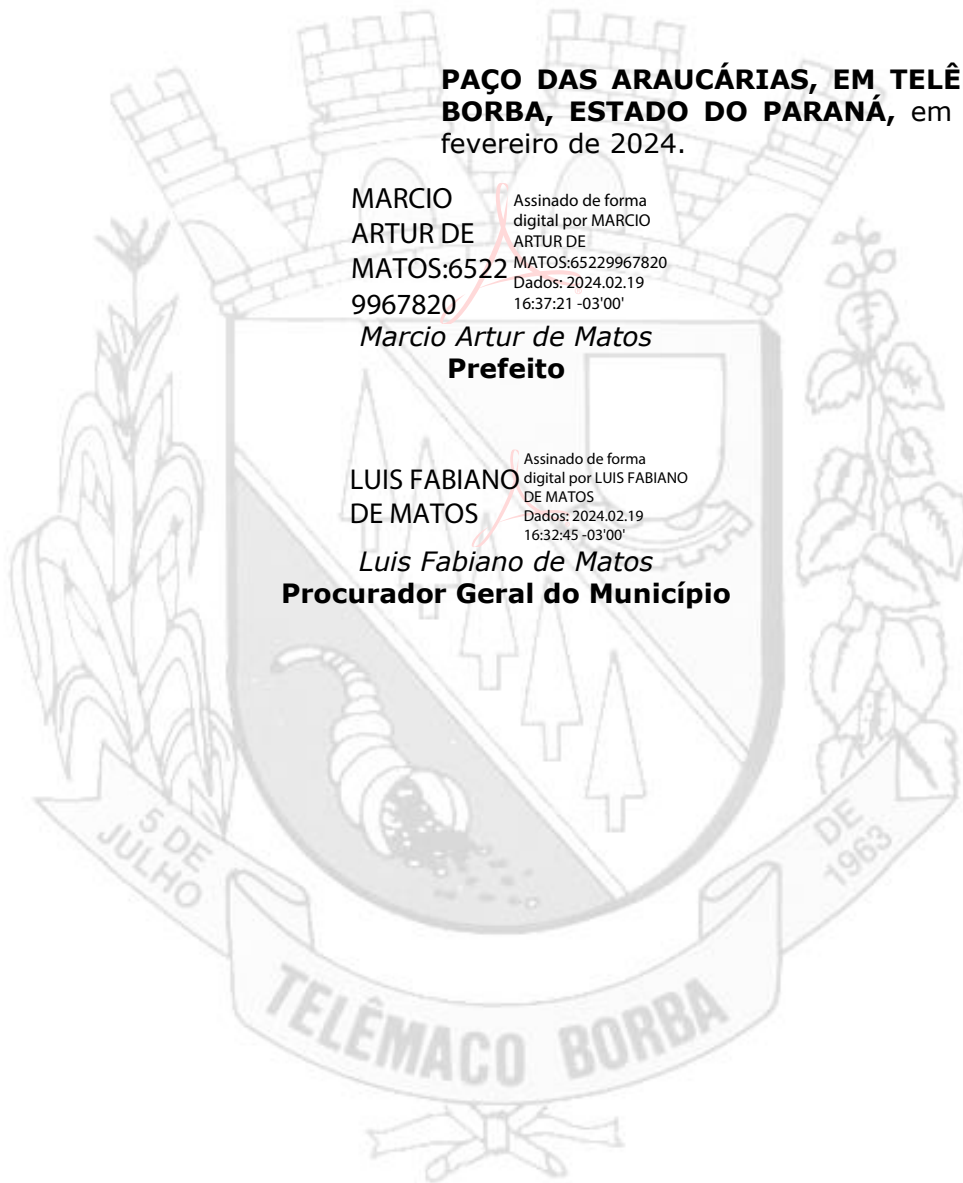 PAÇO DAS ARAUCÁRIAS, EM TELÊ
BORBA, ESTADO DO PARANÁ, em
fevereiro de 2024.
MARCIO
ARTUR DE
MATOS:6522
9967820
Assinado de forma
digital por MARCIO
ARTUR DE
MATOS:65229967820
Dados: 2024.02.19
16:37:21 -03'00'
Marcio Artur de Matos
Prefeito
LUIS FABIANO
DE MATOS
Assinado de forma
digital por LUIS FABIANO
DE MATOS
Dados: 2024.02.19
16:32:45 -03'00'
Luis Fabiano de Matos
Procurador Geral do Município
5 DE
JULHO
DE
1963
TELÊMACO BORBA